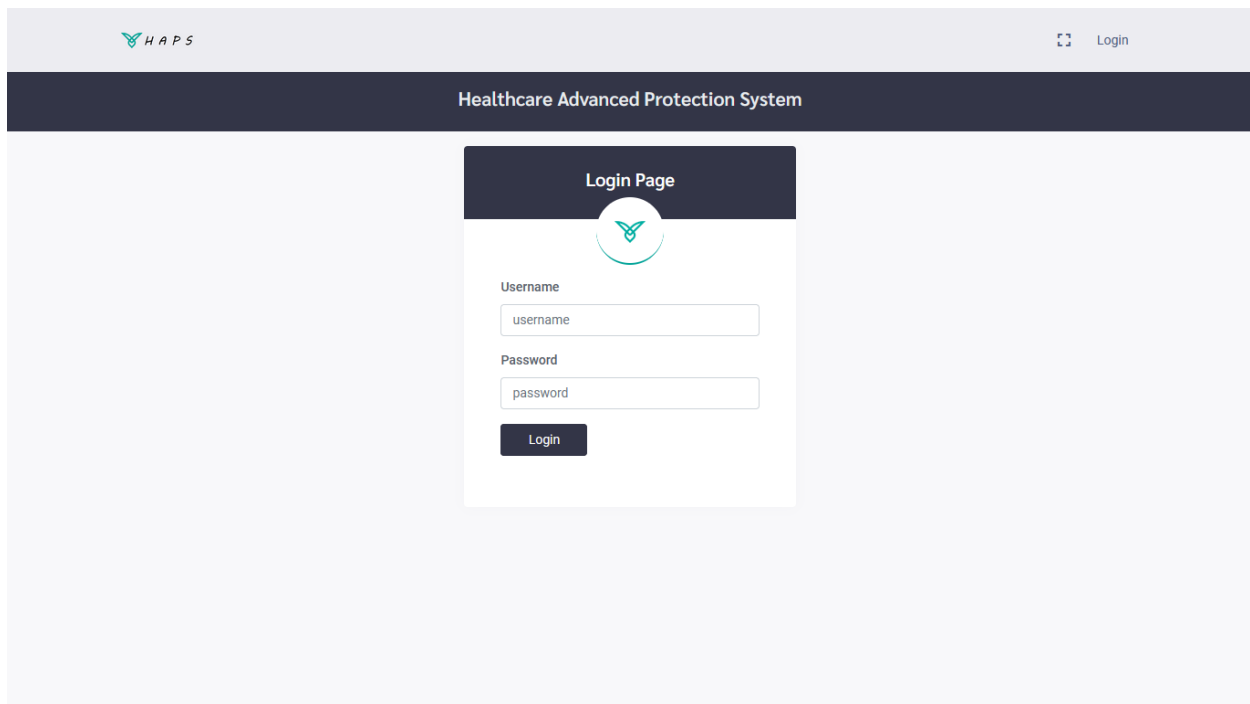 HAPS
Login
Healthcare Advanced Protection System
Login Page
Username
username
Password
password
Login